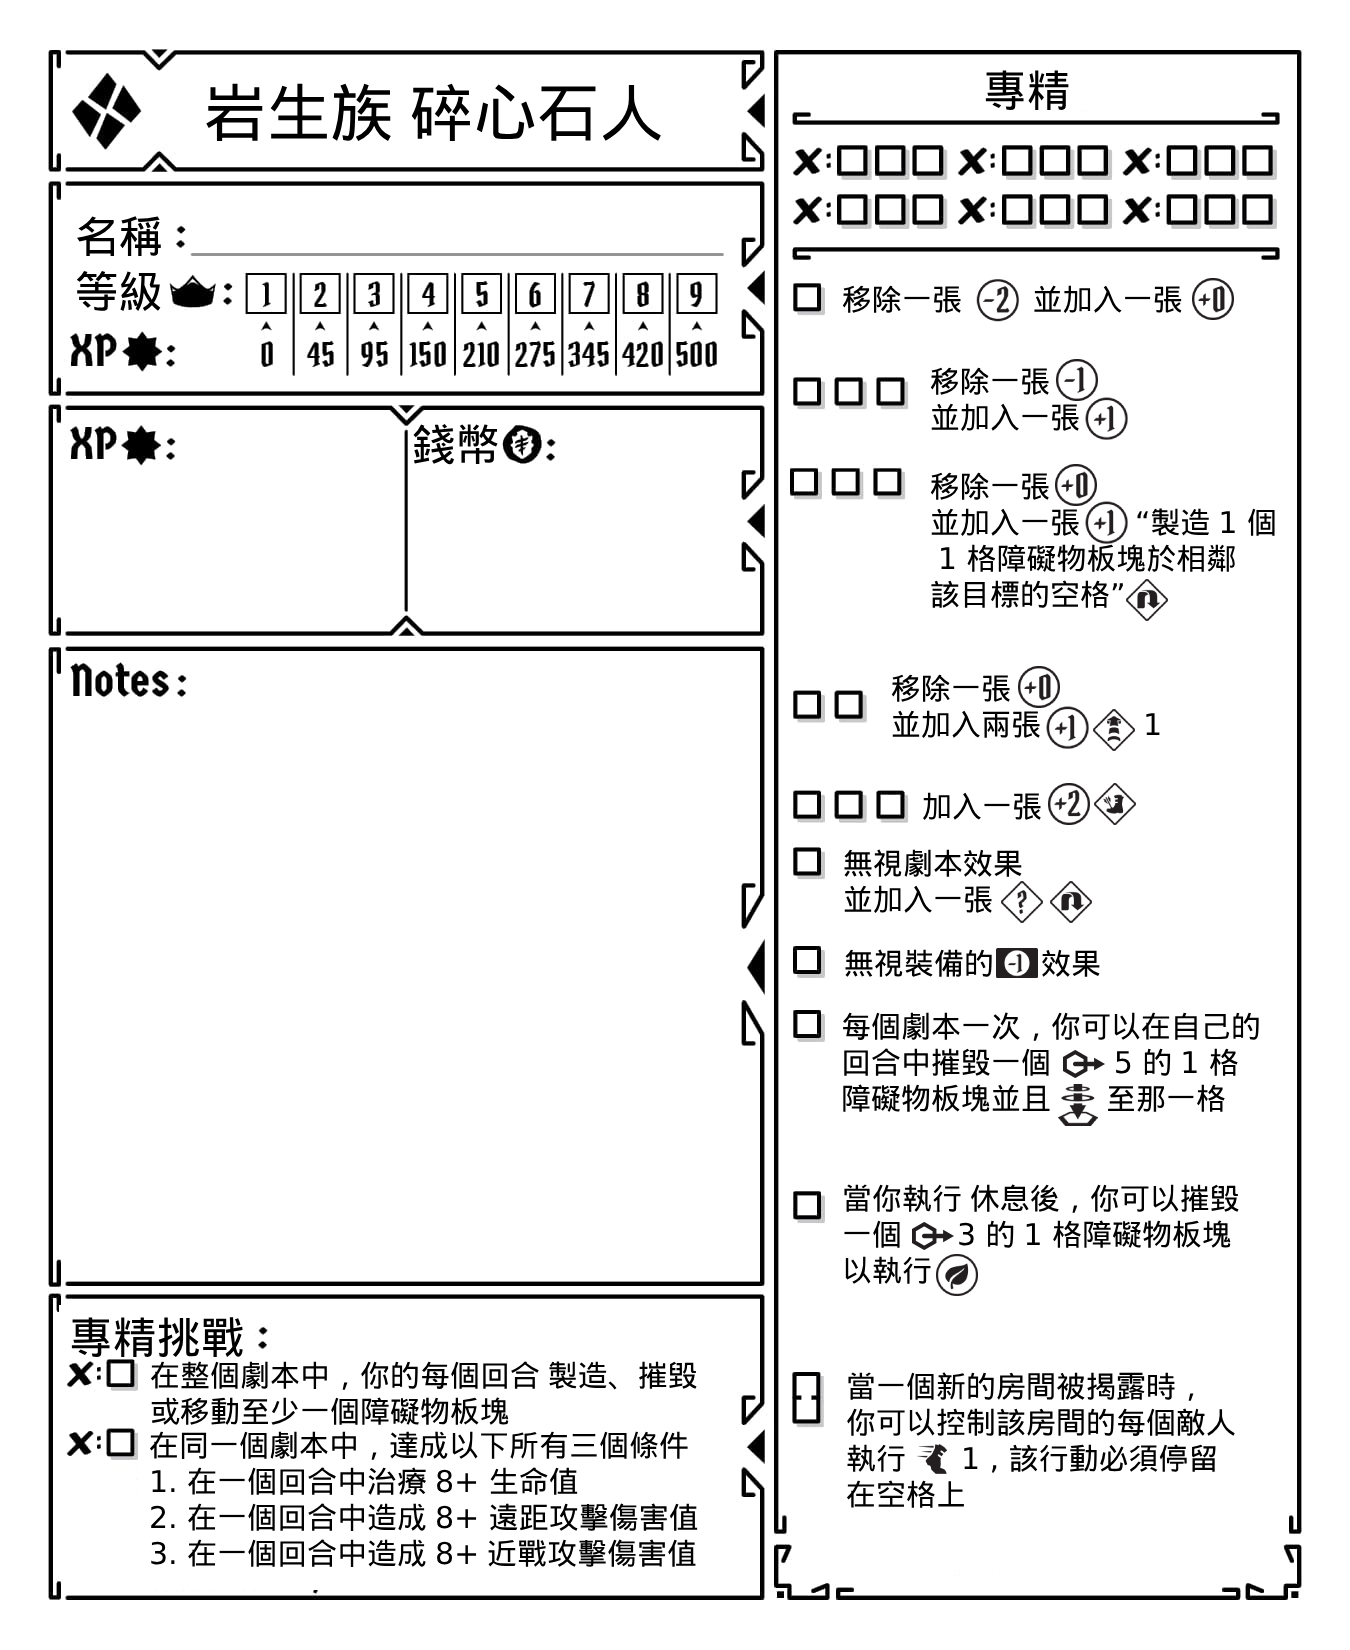 岩生族 碎心石人
名稱：
等級 : 1 2 3 4 5 6 7 8 9
XP : 0 45 95 150 210 275 345 420 500
XP : 錢幣 :
Notes:
專精挑戰：
x: 在整個劇本中，你的每個回合 製造、摧毀
或移動至少一個障礙物板塊
x: 在同一個劇本中，達成以下所有三個條件
1. 在一個回合中治療 8+ 生命值
2. 在一個回合中造成 8+ 遠距攻擊傷害值
3. 在一個回合中造成 8+ 近戰攻擊傷害值
專精
x: x: x:
x: x: x:
移除一張 -2 並加入一張 +0
移除一張 -1
並加入一張 +1
移除一張 +0
並加入一張 +1 “製造 1 個
1 格障礙物板塊於相鄰
該目標的空格”
移除一張 +0
並加入兩張 +1 1
加入一張 +2
無視劇本效果
並加入一張 ?
無視裝備的 -1 效果
每個劇本一次，你可以在自己的
回合中摧毀一個 5 的 1 格
障礙物板塊並且 至那一格
當你執行 休息後，你可以摧毀
一個 3 的 1 格障礙物板塊
以執行
當一個新的房間被揭露時，
你可以控制該房間的每個敵人
執行 1，該行動必須停留
在空格上